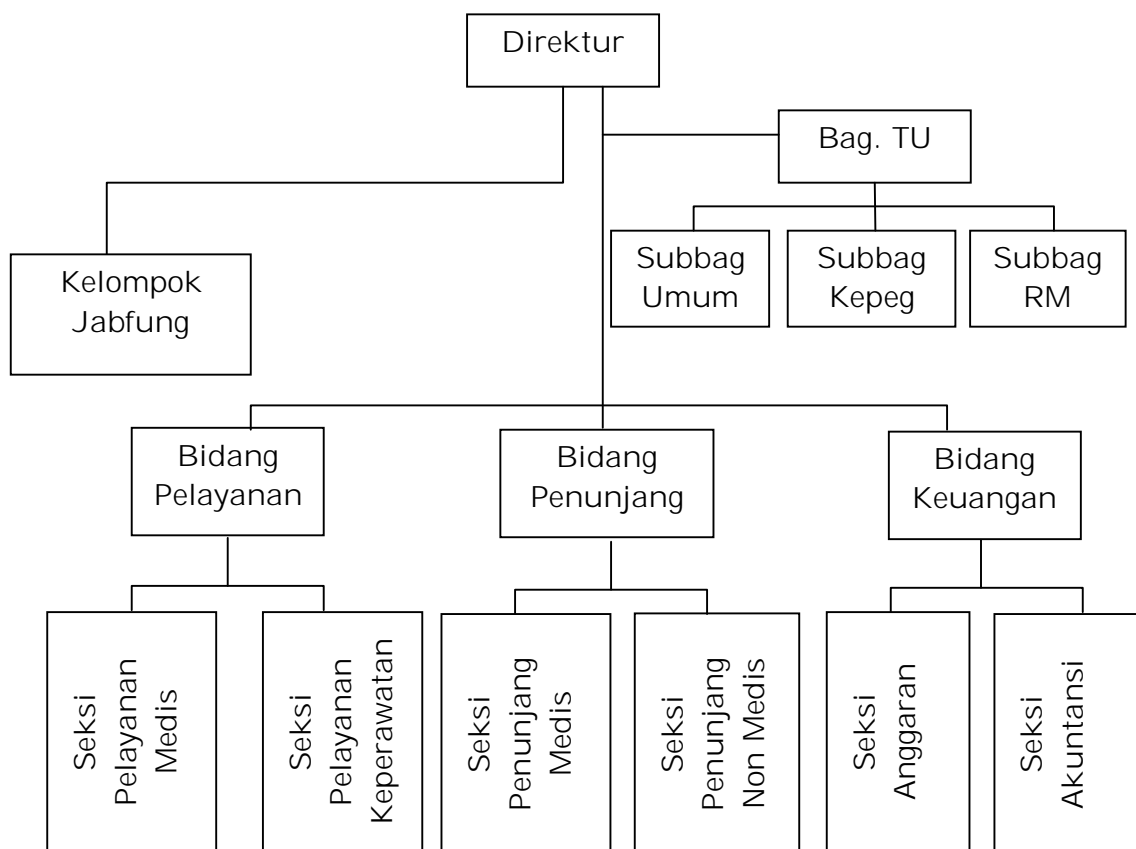 Direktur
Bag. TU
Kelompok
Jabfung
Subbag
Umum
Subbag
Kepeg
Subbag
RM
Bidang
Pelayanan
Bidang
Penunjang
Bidang
Keuangan
Seksi
Pelayanan
Medis
Seksi
Pelayanan
Keperawatan
Seksi
Penunjang
Medis
Seksi
Penunjang
Non Medis
Seksi
Anggaran
Seksi
Akuntansi